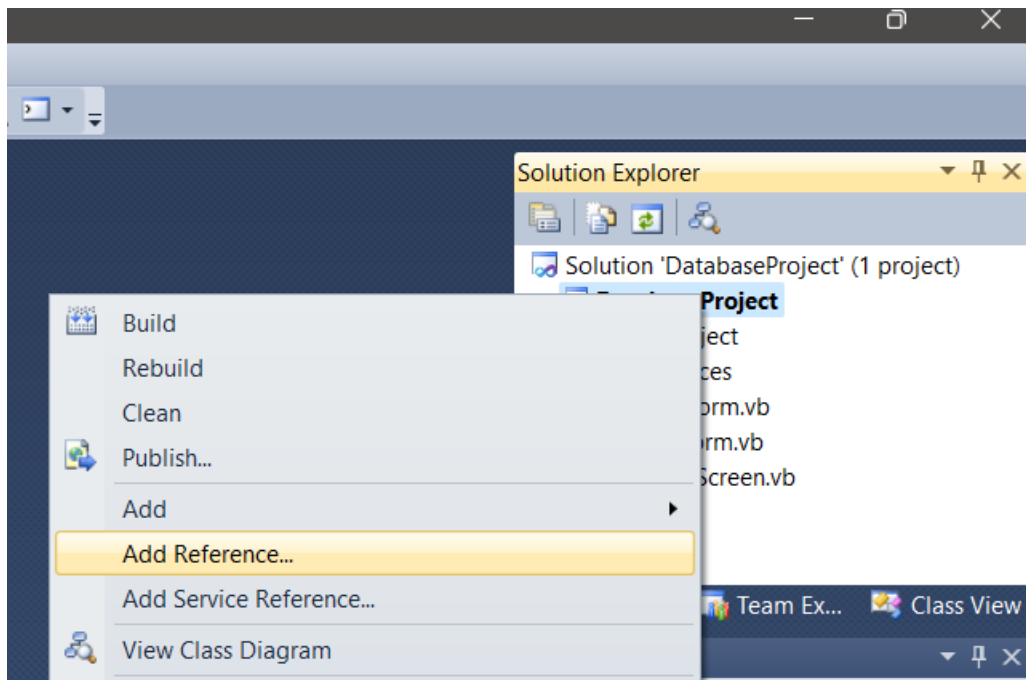 Solution Explorer
Solution 'DatabaseProject' (1 project)
Project
ject
ces
orm.vb
rm.vb
Screen.vb
Build
Rebuild
Clean
Publish...
Add
Add Reference...
Add Service Reference...
View Class Diagram
Team Ex...
Class View